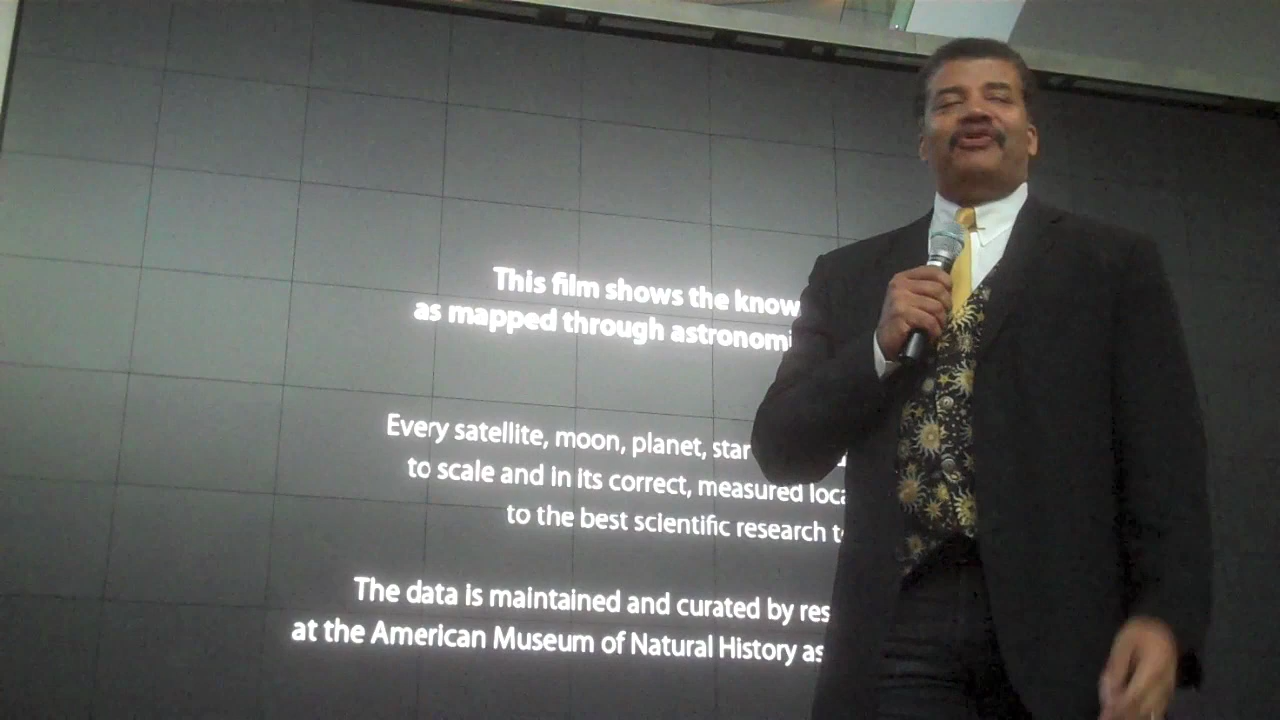 This film shows the know
as mapped through astronomi
Every satellite, moon, planet, star
to scale and in its correct, measured loca
to the best scientific research t
The data is maintained and curated by res
at the American Museum of Natural History as